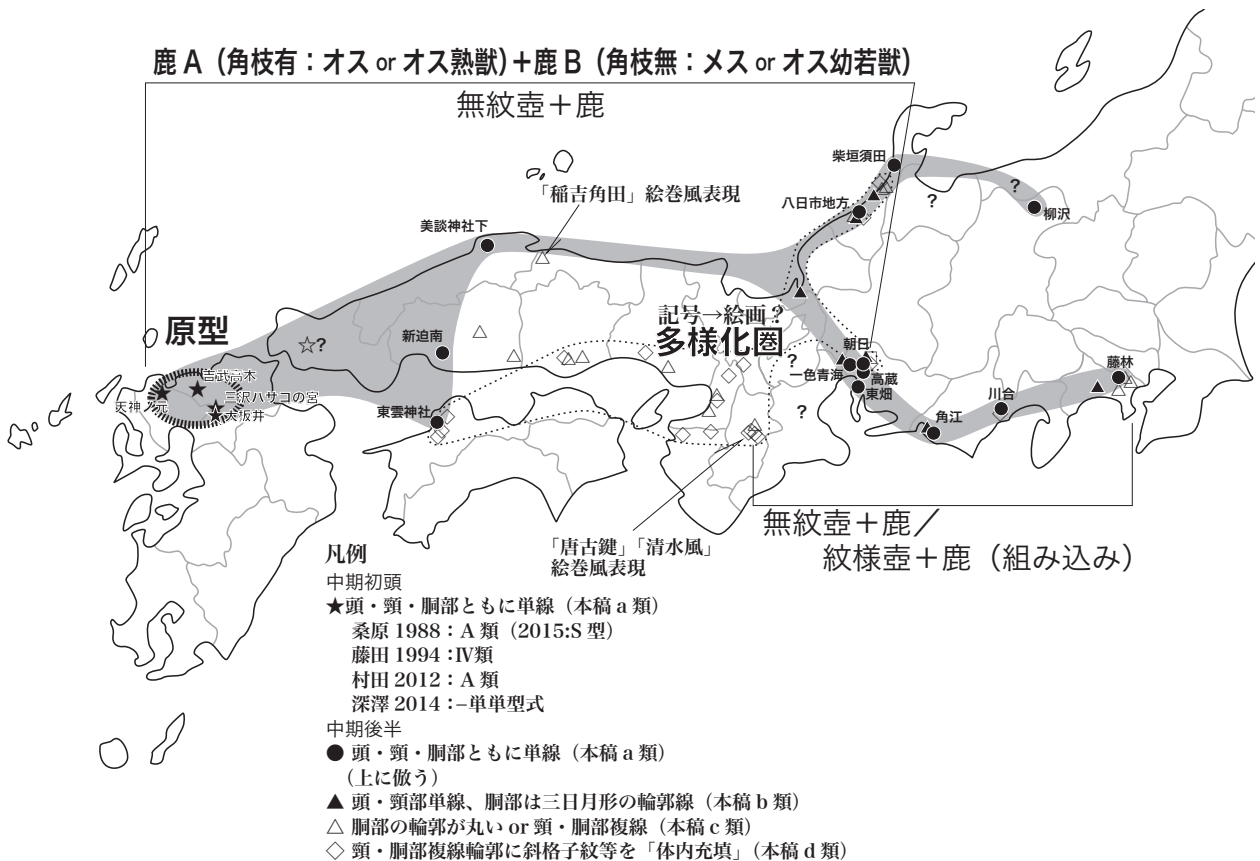 鹿 A（角枝有：オス or オス熟獣）＋鹿 B（角枝無：メス or オス幼若獣）
無紋壺＋鹿
柴垣須田
「稲吉角田」絵巻風表現
八日市地方
?
?
柳沢
美談神社下
原型
記号→絵画？
多様化圏
?
新迫南
朝日
?
藤林
吉武高木
一色青海
高蔵
天神ノ元
三沢ハサコの宮
東畑
川合
大板井
東雲神社
?
角江
無紋壺＋鹿／
紋様壺＋鹿（組み込み）
「唐古鍵」「清水風」
絵巻風表現
凡例
中期初頭
★頭・頸・胴部ともに単線（本稿 a 類）
桑原 1988：A 類（2015:S 型）
藤田 1994：Ⅳ類
村田 2012：A 類
深澤 2014：−単単型式
中期後半
● 頭・頸・胴部ともに単線（本稿 a 類）
（上に倣う）
▲ 頭・頸部単線、胴部は三日月形の輪郭線（本稿 b 類）
△ 胴部の輪郭が丸い or 頸・胴部複線（本稿 c 類）
◇ 頸・胴部複線輪郭に斜格子紋等を「体内充填」（本稿 d 類）